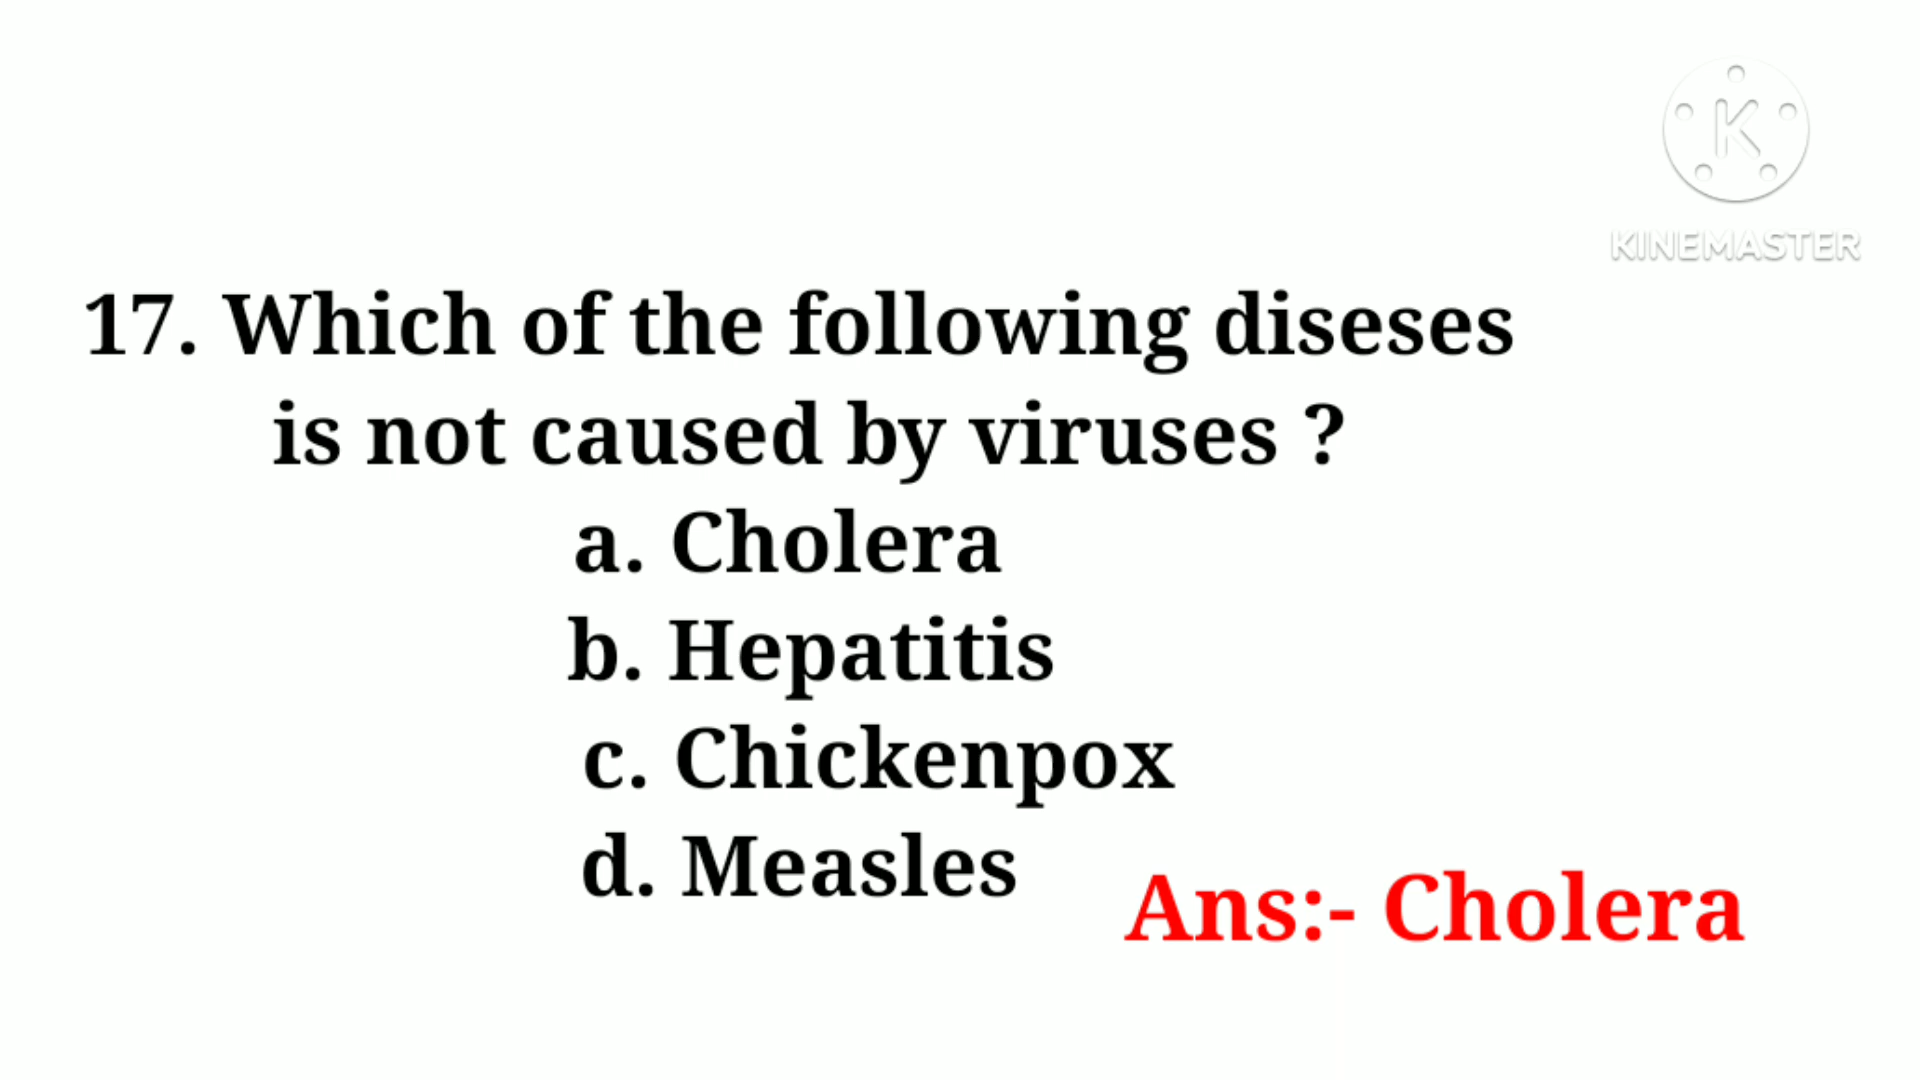 KINEMASTER
17. Which of the following diseses
is not caused by viruses ?
a. Cholera
b. Hepatitis
c. Chickenpox
d. Measles
Ans:- Cholera